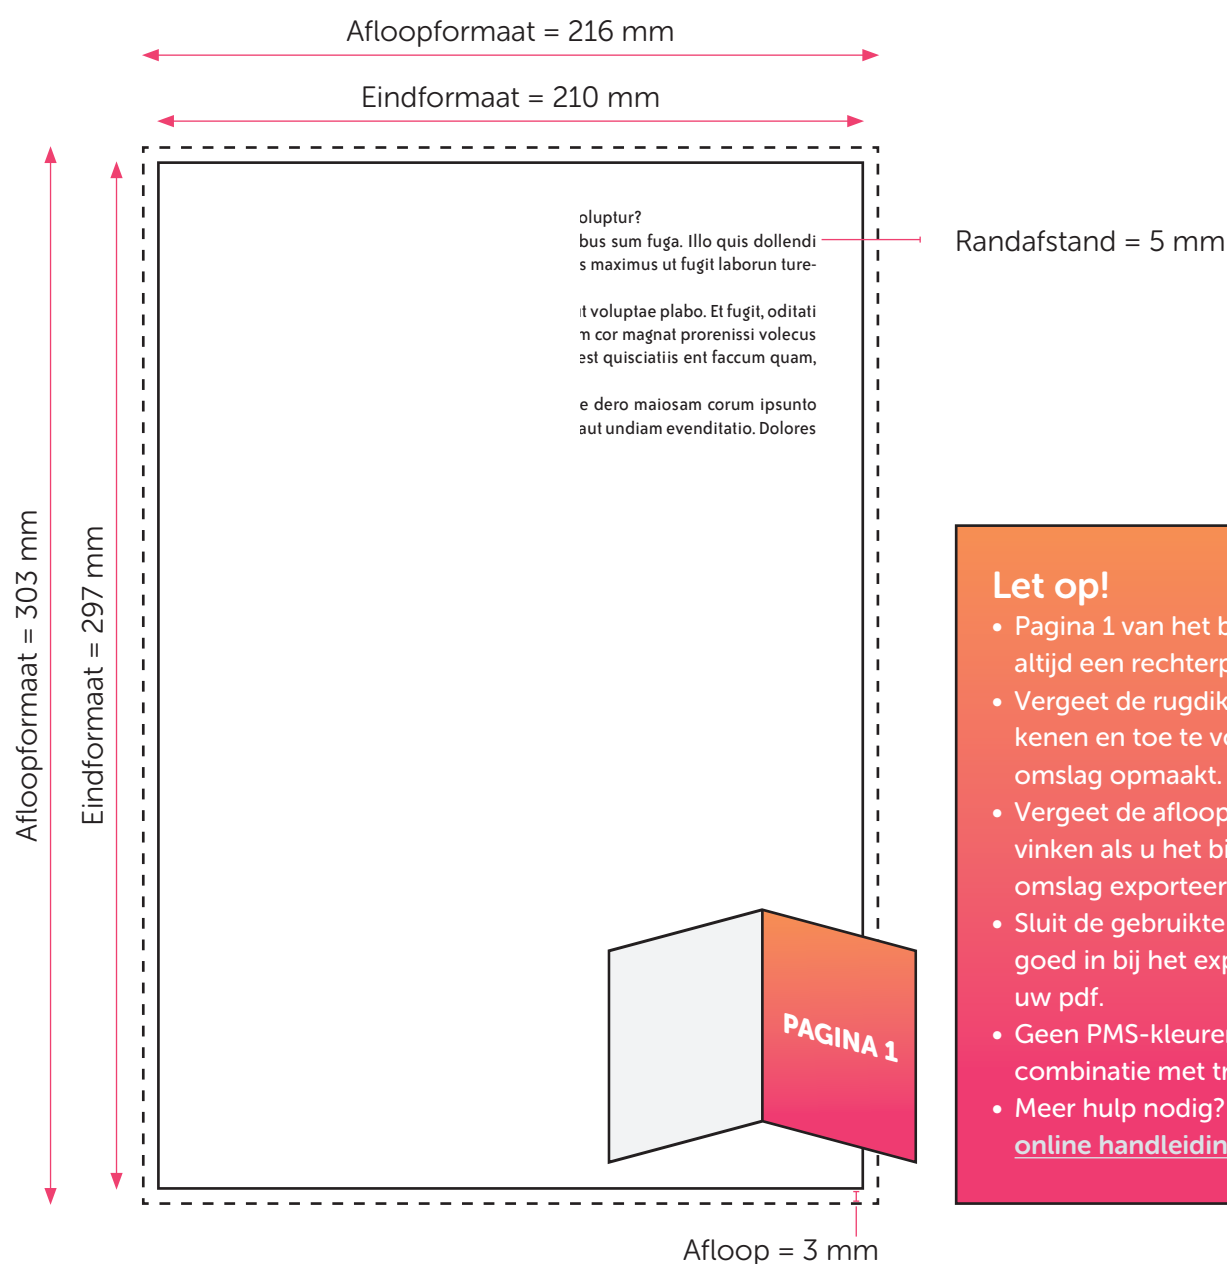 Afloopformaat = 216 mm
Eindformaat = 210 mm
Afloopformaat = 303 mm
Eindformaat = 297 mm
oluptur?
bus sum fuga. Illo quis dollendi
s maximus ut fugit laborun ture-
t voluptae plabo. Et fugit, oditati
m cor magnat prorenissi volecus
est quisciatiis ent faccum quam,
e dero maiosam corum ipsunto
aut undiam evenditatio. Dolores
Randafstand = 5 mm
Let op!
• Pagina 1 van het b
altijd een rechterp
• Vergeet de rugdik
kenen en toe te vo
omslag opmaakt.
• Vergeet de afloop
vinken als u het bi
omslag exporteer
• Sluit de gebruikte
goed in bij het exp
uw pdf.
• Geen PMS-kleuren
combinatie met tr
• Meer hulp nodig?
online handleidin
PAGINA 1
Afloop = 3 mm